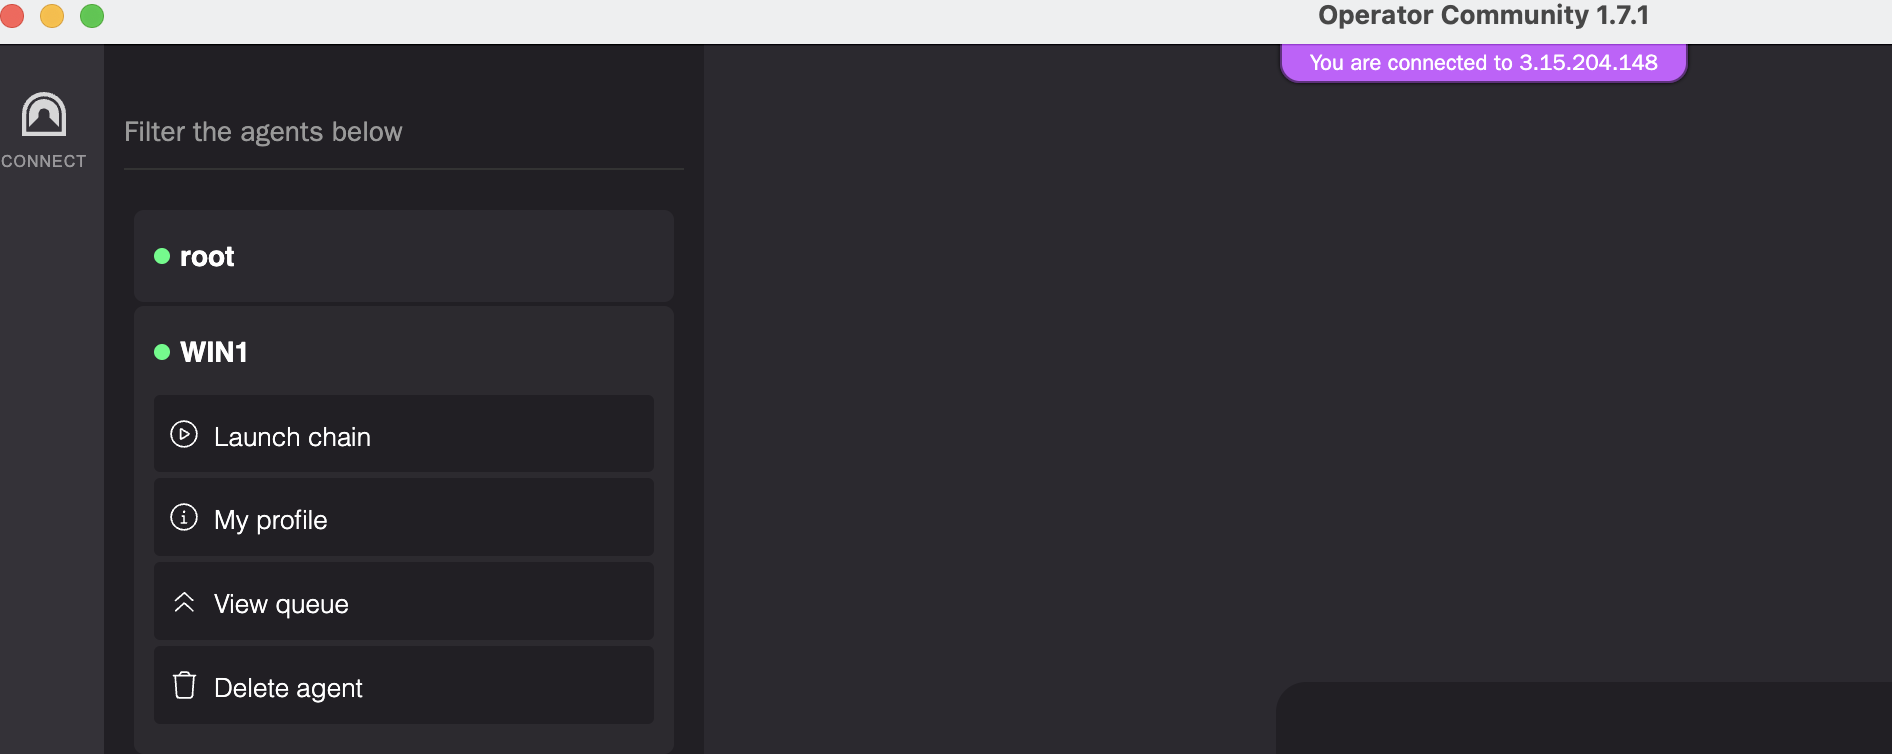 Operator Community 1.7.1
You are connected to 3.15.204.148
CONNECT
Filter the agents below
root
WIN1
Launch chain
My profile
View queue
Delete agent